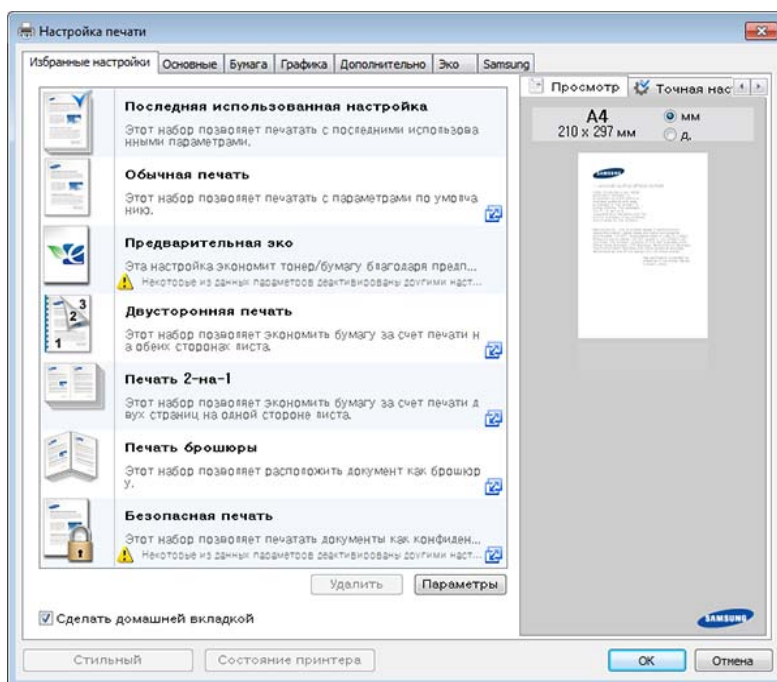 Настройка печати
Избранные настройки Основные Бумага Графика Дополнительно Эко Samsung
Последняя использованная настройка
Этот набор позволяет печатать с последними использова
нными параметрами.
Обычная печать
Этот набор позволяет печатать с параметрами по умолча
нию.
Предварительная эко
Эта настройка экономит тонер/бумагу благодаря предп...
Некоторые из данных параметров деактивированы другими наст...
Двусторонняя печать
Этот набор позволяет экономить бумагу за счет печати н
а обеих сторонах листа.
Печать 2-на-1
Этот набор позволяет экономить бумагу за счет печати д
вух страниц на одной стороне листа.
Печать брошюры
Этот набор позволяет расположить документ как брошюр
у.
Безопасная печать
Этот набор позволяет печатать документы как конфиден...
Некоторые из данных параметров деактивированы другими наст...
Удалить Параметры
Сделать домашней вкладкой
Стильный Состояние принтера
Просмотр Точная нас
A4 мм
210 x 297 мм д.
SAMSUNG
SAMSUNG
OK Отмена